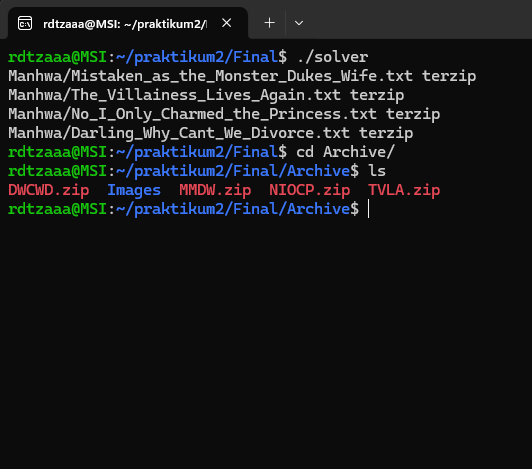 rdtzaaa@MSI: ~/praktikum2/I
rdtzaaa@MSI:~/praktikum2/Final$ ./solver
Manhwa/Mistaken_as_the_Monster_Dukes_Wife.txt terzip
Manhwa/The_Villainess_Lives_Again.txt terzip
Manhwa/No_I_Only_Charmed_the_Princess.txt terzip
Manhwa/Darling_Why_Cant_We_Divorce.txt terzip
rdtzaaa@MSI:~/praktikum2/Final$ cd Archive/
rdtzaaa@MSI:~/praktikum2/Final/Archive$ ls
DWCWD.zip  Images  MMDW.zip  NIOCP.zip  TVLA.zip
rdtzaaa@MSI:~/praktikum2/Final/Archive$